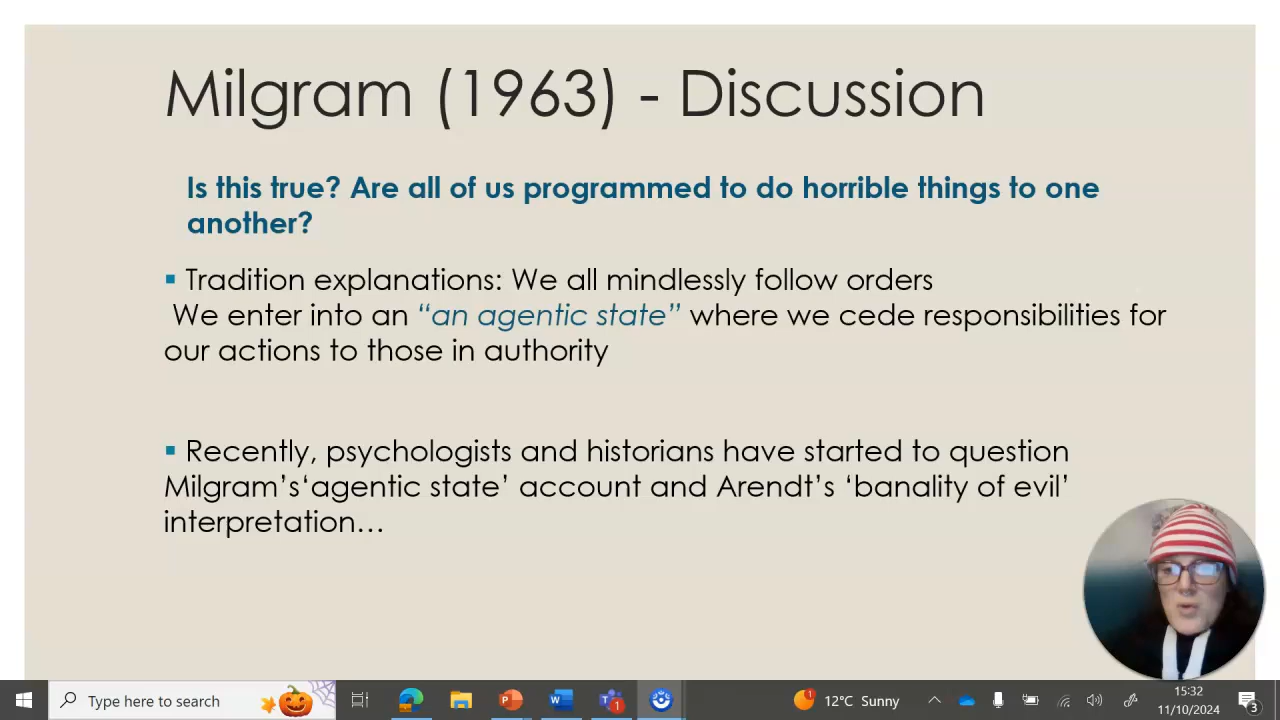 Milgram (1963) - Discussion
Is this true? Are all of us programmed to do horrible things to one
another?
▪ Tradition explanations: We all mindlessly follow orders
We enter into an “an agentic state” where we cede responsibilities for
our actions to those in authority
▪ Recently, psychologists and historians have started to question
Milgram’s‘agentic state’ account and Arendt’s ‘banality of evil’
interpretation…
Type here to search
1
1
12°C Sunny
15:32
11/10/2024
3